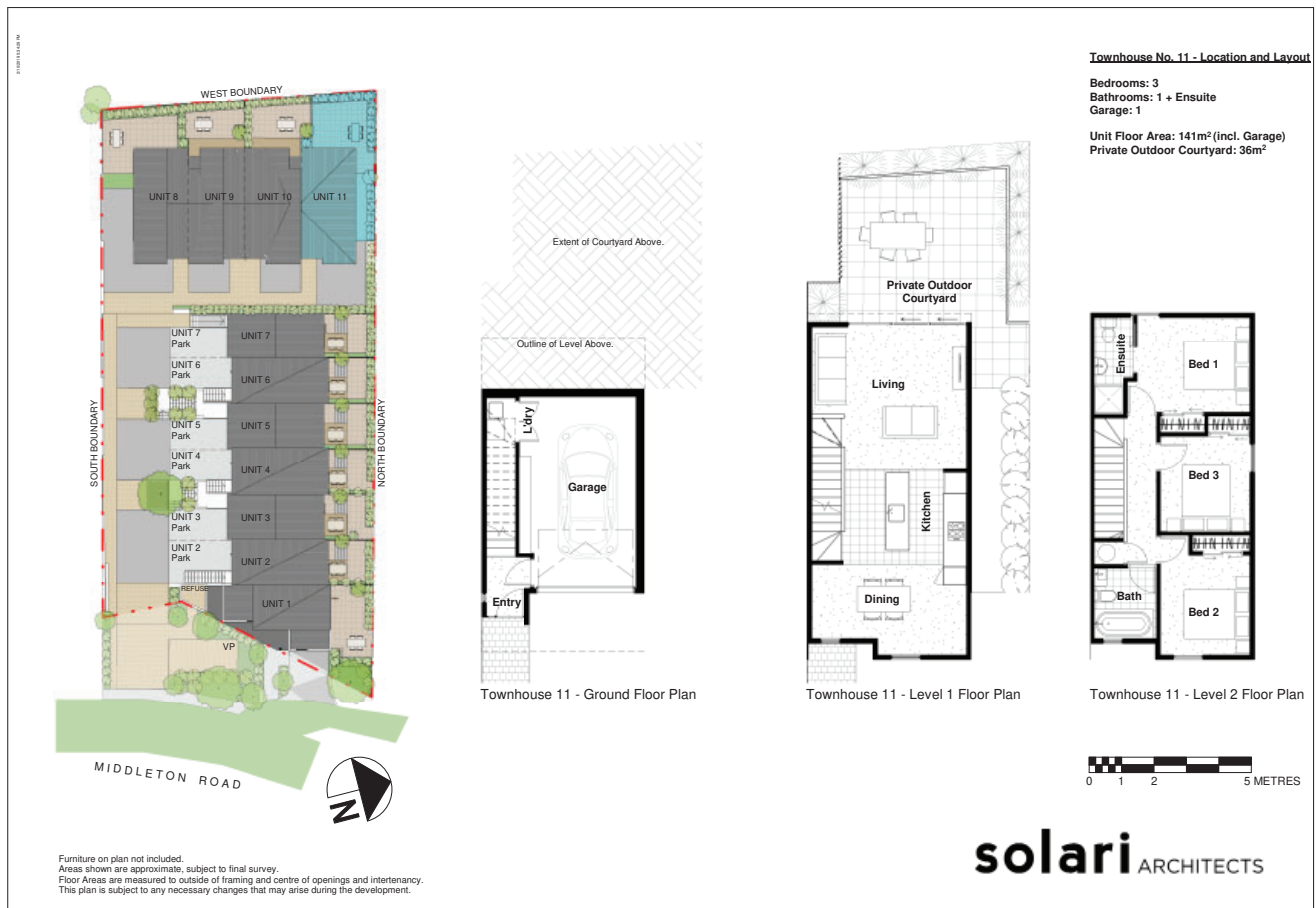 Townhouse No. 11 - Location and Layout
Bedrooms: 3
Bathrooms: 1 + Ensuite
Garage: 1
Unit Floor Area: 141m² (incl. Garage)
Private Outdoor Courtyard: 36m²
WEST BOUNDARY
UNIT 8
UNIT 9
UNIT 10
UNIT 11
UNIT 7
Park
UNIT 7
UNIT 6
Park
UNIT 6
UNIT 5
Park
UNIT 5
UNIT 4
Park
UNIT 4
UNIT 3
Park
UNIT 3
UNIT 2
Park
UNIT 2
REFUSE
UNIT 1
VP
SOUTH BOUNDARY
NORTH BOUNDARY
MIDDLETON ROAD
N
Extent of Courtyard Above.
Outline of Level Above.
L'dry
Garage
Entry
Townhouse 11 - Ground Floor Plan
Private Outdoor
Courtyard
Living
Kitchen
Dining
Townhouse 11 - Level 1 Floor Plan
Ensuite
Bed 1
Bed 3
Bath
Bed 2
Townhouse 11 - Level 2 Floor Plan
0 1 2 5 METRES
solari ARCHITECTS
Furniture on plan not included.
Areas shown are approximate, subject to final survey.
Floor Areas are measured to outside of framing and centre of openings and intertenancy.
This plan is subject to any necessary changes that may arise during the development.